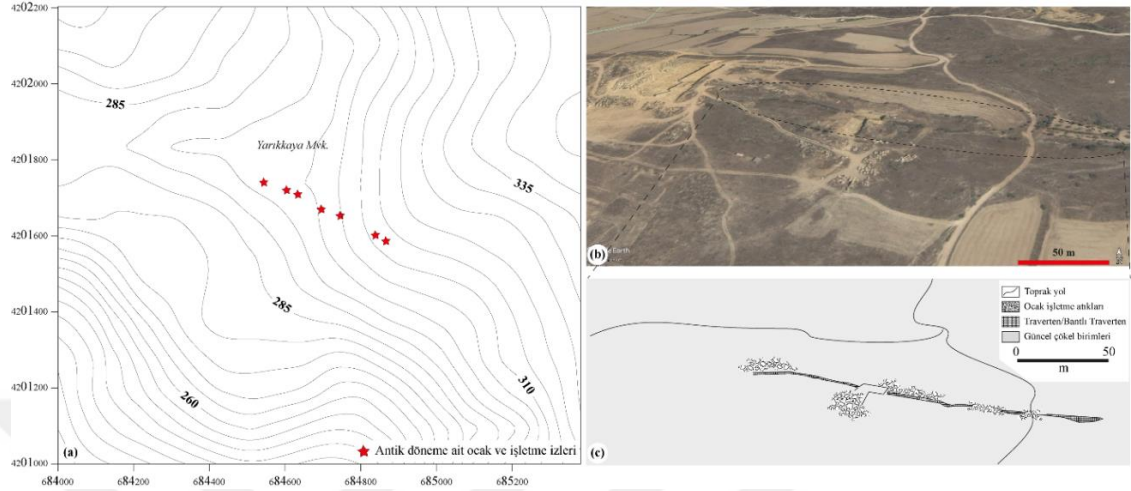 4202200
4202000
4201800
4201600
4201400
4201200
4201000
684000
684200
684400
684600
684800
685000
685200
285
Yarıkkaya Mvk.
335
285
310
260
(a)
Antik döneme ait ocak ve işletme izleri
Earth
50 m
(b)
Toprak yol
Ocak işletme atıkları
Traverten/Bantlı Traverten
Güncel çökel birimleri
0 50
m
(c)